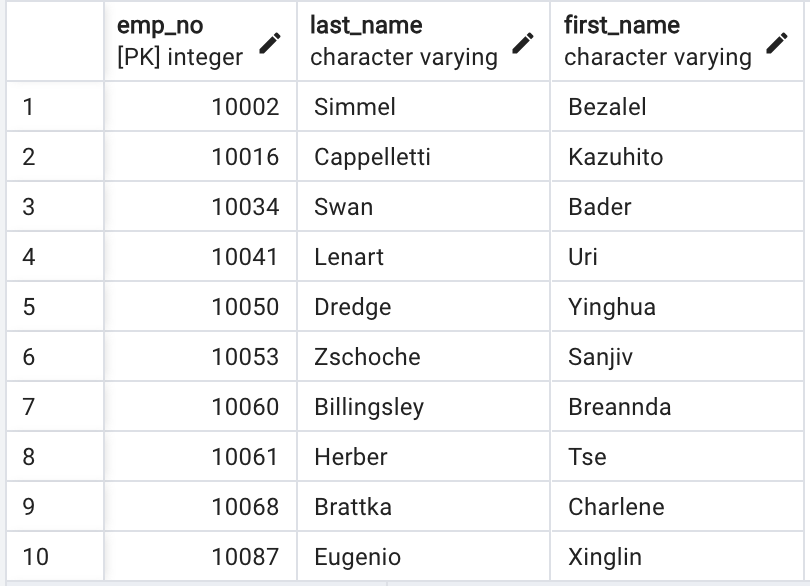 emp_no last_name first_name
[PK] integer character varying character varying
1 10002 Simmel Bezalel
2 10016 Cappelletti Kazuhito
3 10034 Swan Bader
4 10041 Lenart Uri
5 10050 Dredge Yinghua
6 10053 Zschoche Sanjiv
7 10060 Billingsley Breannda
8 10061 Herber Tse
9 10068 Brattka Charlene
10 10087 Eugenio Xinglin